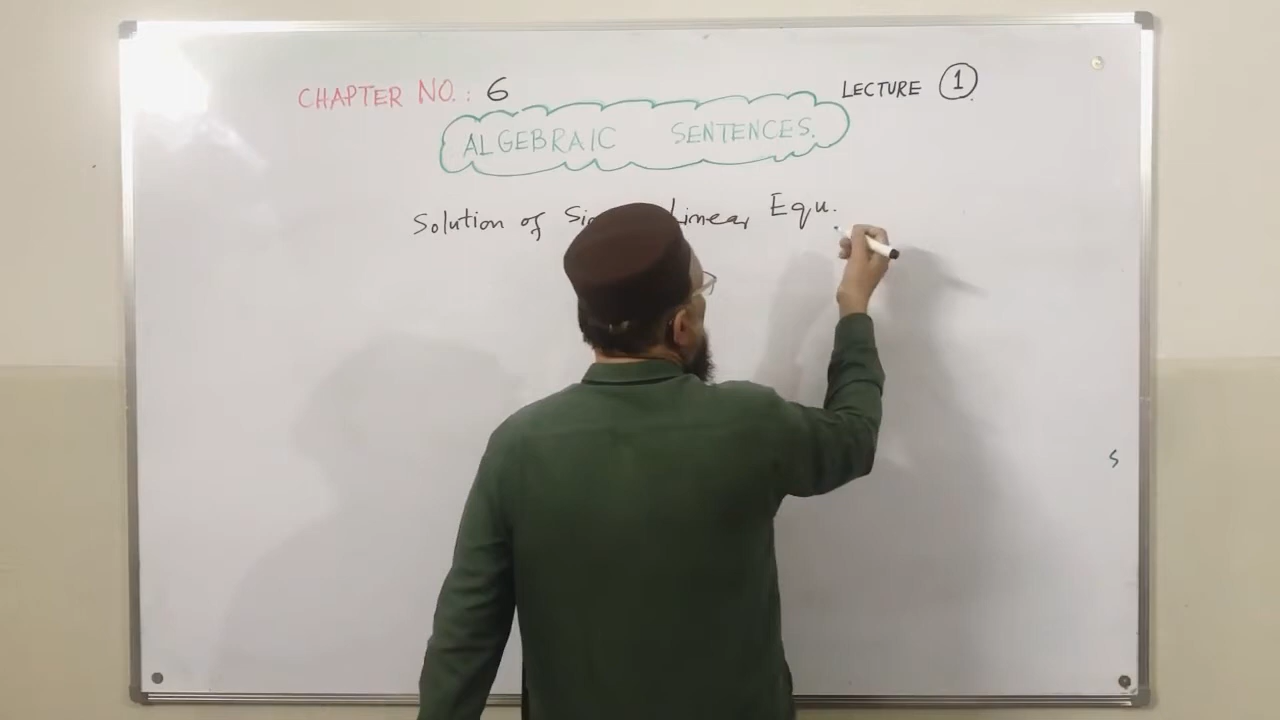 CHAPTER NO.: 6
LECTURE 1
ALGEBRAIC SENTENCES.
Solution of Linear Equ.
S